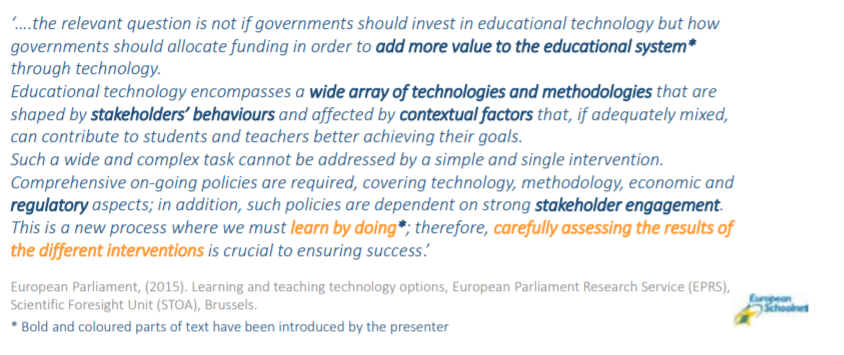 ‘....the relevant question is not if governments should invest in educational technology but how
governments should allocate funding in order to add more value to the educational system*
through technology.
Educational technology encompasses a wide array of technologies and methodologies that are
shaped by stakeholders’ behaviours and affected by contextual factors that, if adequately mixed,
can contribute to students and teachers better achieving their goals.
Such a wide and complex task cannot be addressed by a simple and single intervention.
Comprehensive on-going policies are required, covering technology, methodology, economic and
regulatory aspects; in addition, such policies are dependent on strong stakeholder engagement.
This is a new process where we must learn by doing*; therefore, carefully assessing the results of
the different interventions is crucial to ensuring success.’
European Parliament, (2015). Learning and teaching technology options, European Parliament Research Service (EPRS),
Scientific Foresight Unit (STOA), Brussels.
* Bold and coloured parts of text have been introduced by the presenter
European
Schoolnet